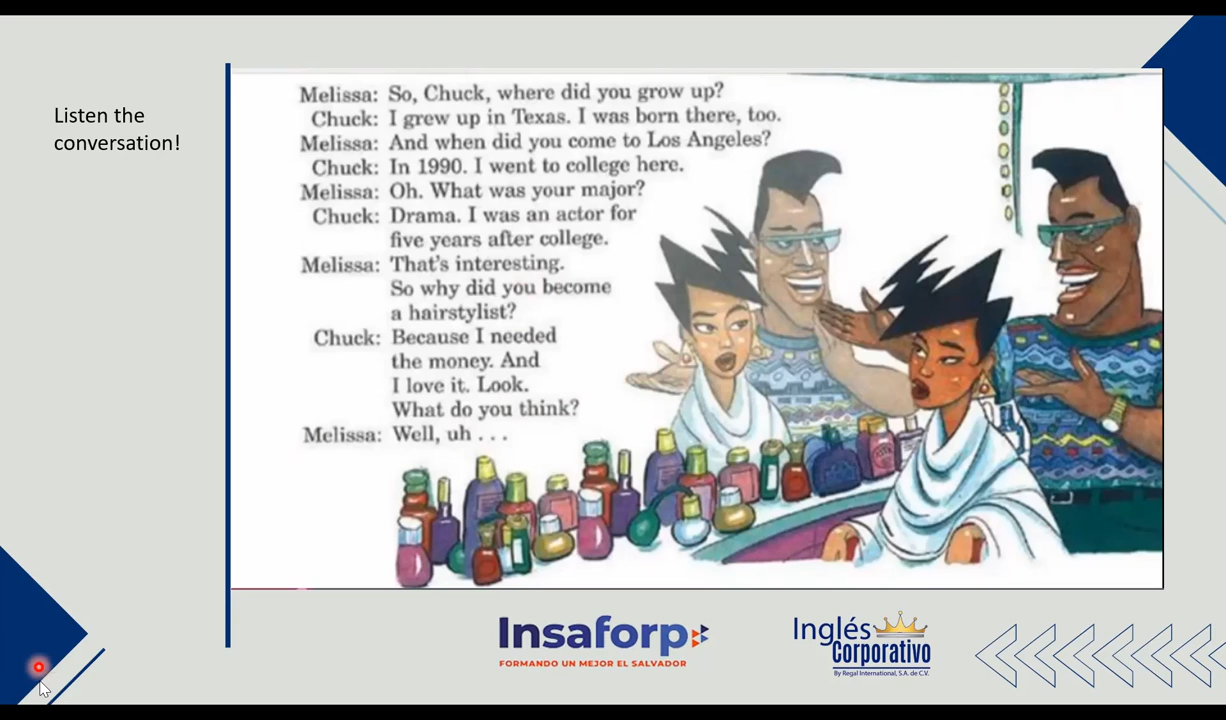 Listen the
conversation!
Melissa: So, Chuck, where did you grow up?
Chuck: I grew up in Texas. I was born there, too.
Melissa: And when did you come to Los Angeles?
Chuck: In 1990. I went to college here.
Melissa: Oh. What was your major?
Chuck: Drama. I was an actor for
five years after college.
Melissa: That's interesting.
So why did you become
a hairstylist?
Chuck: Because I needed
the money. And
I love it. Look.
What do you think?
Melissa: Well, uh . . .
Insaforp
FORMANDO UN MEJOR EL SALVADOR
Inglés
Corporativo
By Regal International, S.A. de C.V.